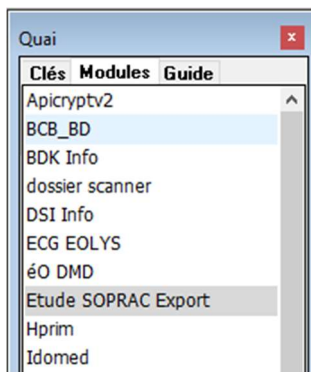 Quai
Clés Modules Guide
Apicryptv2
BCB_BD
BDK Info
dossier scanner
DSI Info
ECG EOLYS
éO DMD
Etude SOPRAC Export
Hprim
Idomed